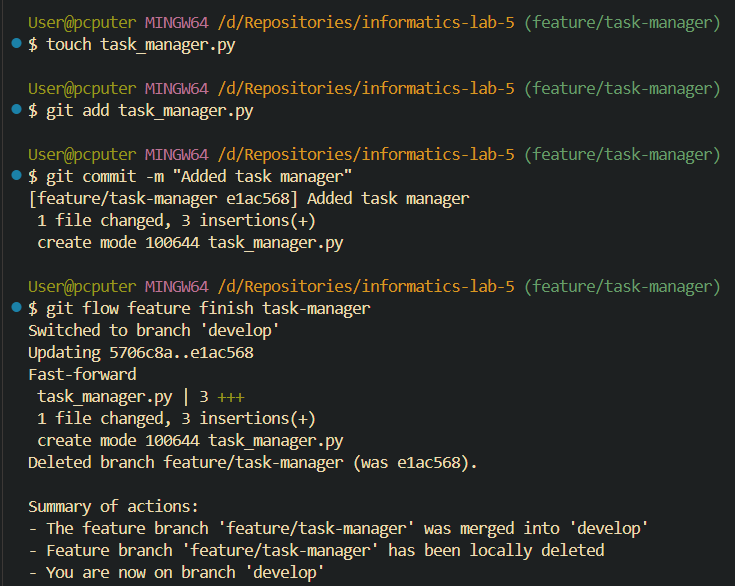 User@pcputer MINGW64 /d/Repositories/informatics-lab-5 (feature/task-manager)
$ touch task_manager.py
User@pcputer MINGW64 /d/Repositories/informatics-lab-5 (feature/task-manager)
$ git add task_manager.py
User@pcputer MINGW64 /d/Repositories/informatics-lab-5 (feature/task-manager)
$ git commit -m "Added task manager"
[feature/task-manager e1ac568] Added task manager
 1 file changed, 3 insertions(+)
 create mode 100644 task_manager.py
User@pcputer MINGW64 /d/Repositories/informatics-lab-5 (feature/task-manager)
$ git flow feature finish task-manager
Switched to branch 'develop'
Updating 5706c8a..e1ac568
Fast-forward
 task_manager.py | 3 +++
 1 file changed, 3 insertions(+)
 create mode 100644 task_manager.py
Deleted branch feature/task-manager (was e1ac568).
Summary of actions:
- The feature branch 'feature/task-manager' was merged into 'develop'
- Feature branch 'feature/task-manager' has been locally deleted
- You are now on branch 'develop'